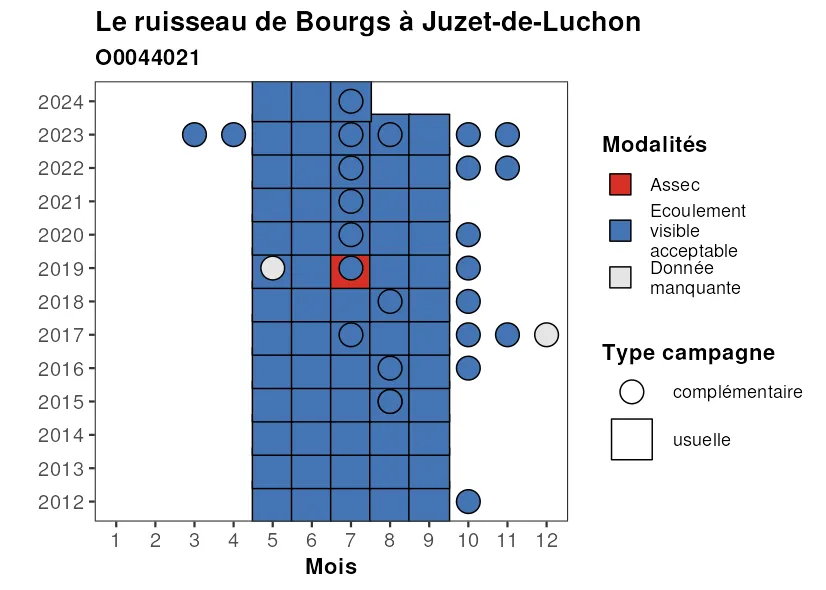 Le ruisseau de Bourgs à Juzet-de-Luchon
O0044021
2024
2023
2022
2021
2020
2019
2018
2017
2016
2015
2014
2013
2012
1 2 3 4 5 6 7 8 9 10 11 12
Mois
Modalités
Assec
Ecoulement
visible
acceptable
Donnée
manquante
Type campagne
complémentaire
usuelle